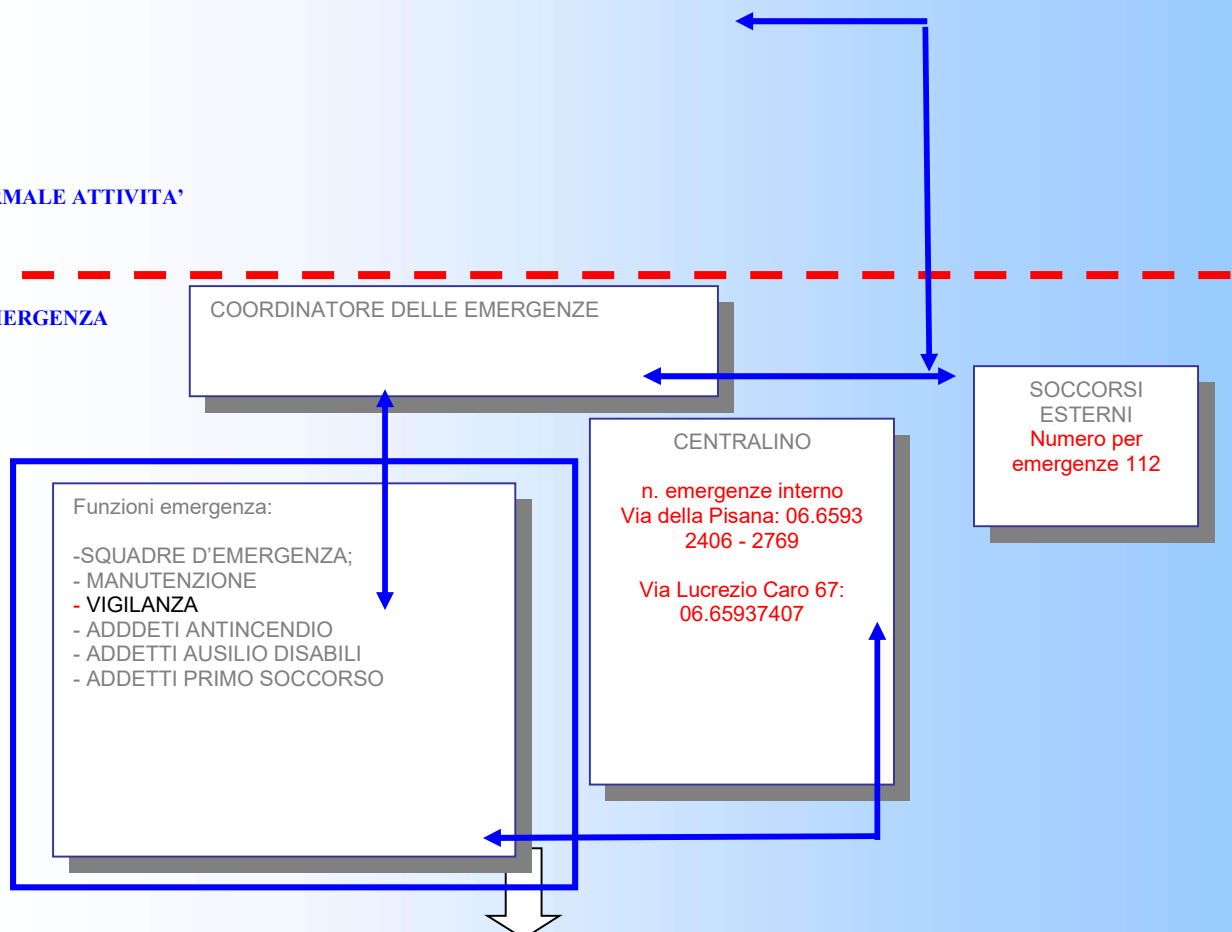 RMALE ATTIVITA’
COORDINATORE DELLE EMERGENZE
MERGENZA
SOCCORSI
ESTERNI
Numero per
emergenze 112
CENTRALINO
n. emergenze interno
Via della Pisana: 06.6593
2406 - 2769
Via Lucrezio Caro 67:
06.65937407
Funzioni emergenza:
-SQUADRE D’EMERGENZA;
- MANUTENZIONE
- VIGILANZA
- ADDDETI ANTINCENDIO
- ADDETTI AUSILIO DISABILI
- ADDETTI PRIMO SOCCORSO